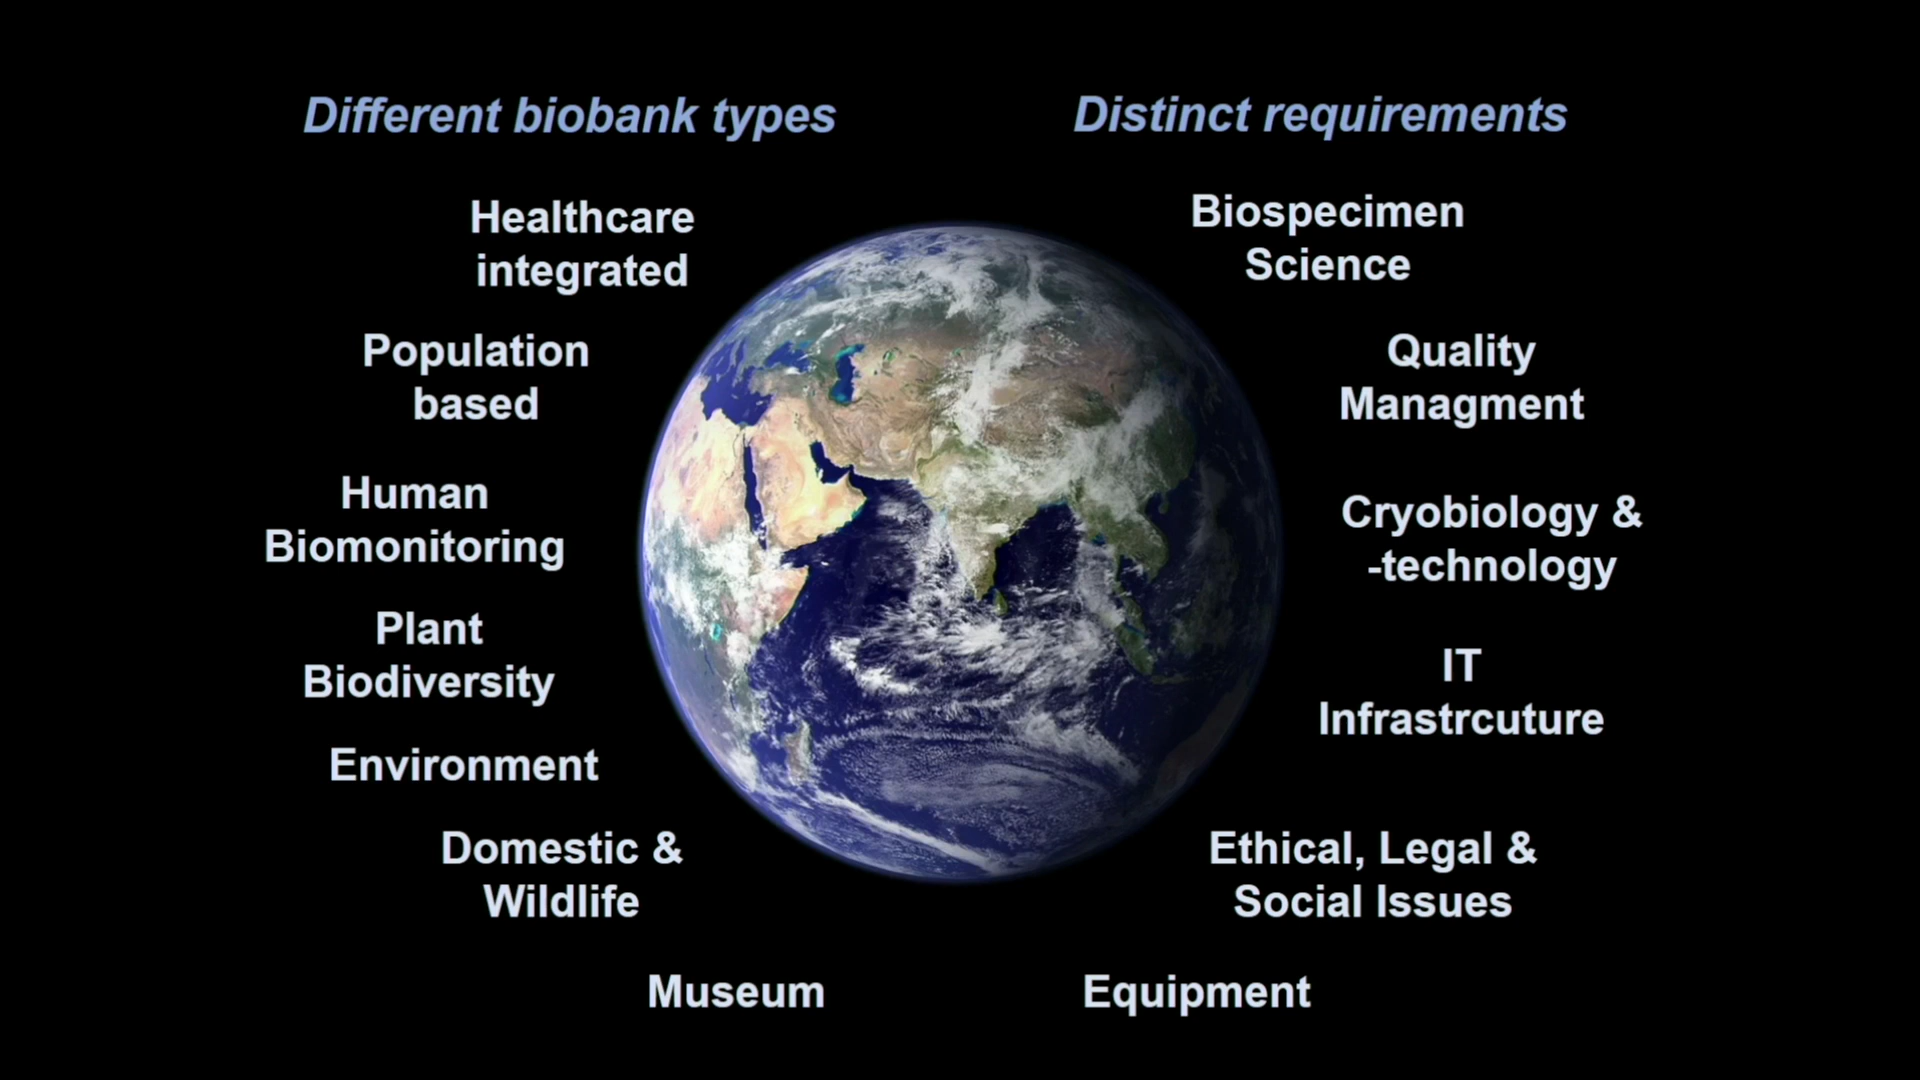 Different biobank types
Healthcare
integrated
Population
based
Human
Biomonitoring
Plant
Biodiversity
Environment
Domestic &
Wildlife
Museum
Distinct requirements
Biospecimen
Science
Quality
Managment
Cryobiology &
-technology
IT
Infrastrcuture
Ethical, Legal &
Social Issues
Equipment